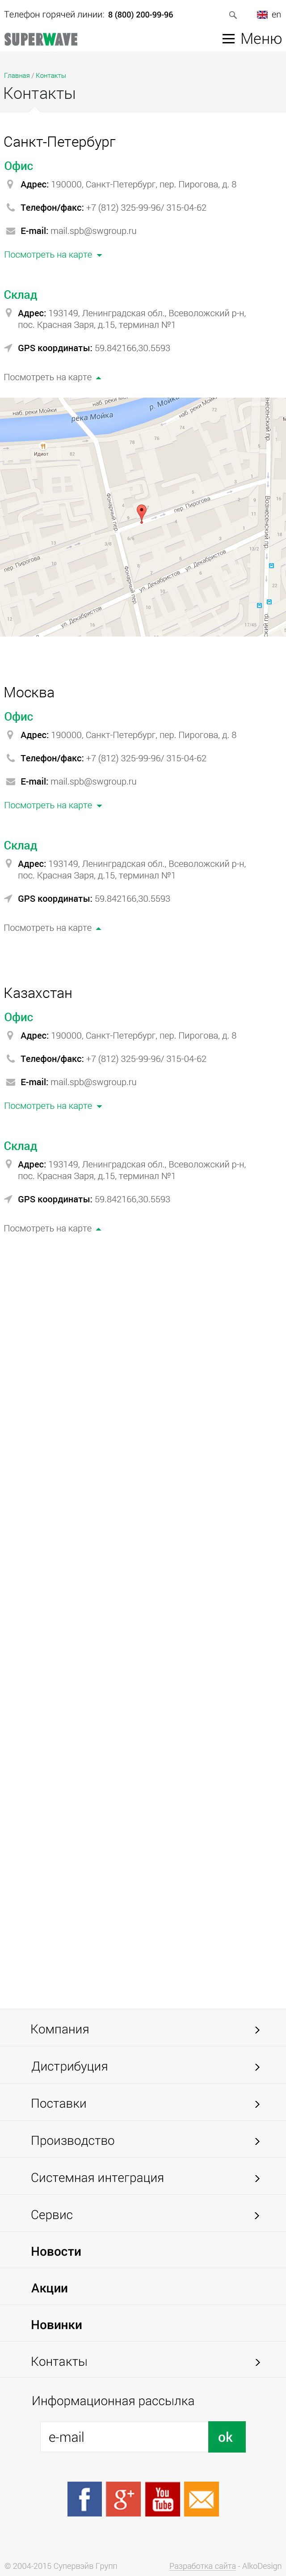 Телефон горячей линии: 8 (800) 200-99-96
en
SUPERWAVE
Меню
Главная / Контакты
Контакты
Санкт-Петербург
Офис
Адрес: 190000, Санкт-Петербург, пер. Пирогова, д. 8
Телефон/факс: +7 (812) 325-99-96/ 315-04-62
E-mail: mail.spb@swgroup.ru
Посмотреть на карте
Склад
Адрес: 193149, Ленинградская обл., Всеволожский р-н,
пос. Красная Заря, д.15, терминал №1
GPS координаты: 59.842166,30.5593
Посмотреть на карте
наб. реки Мойки
р. Мойка
река Мойка
наб. реки Мойки
Идиот
Фонарный пер.
пер. Пирогова
Вознесенский пр.
пер. Пирогова
ул. Декабристов
ул. Декабристов
Москва
Офис
Адрес: 190000, Санкт-Петербург, пер. Пирогова, д. 8
Телефон/факс: +7 (812) 325-99-96/ 315-04-62
E-mail: mail.spb@swgroup.ru
Посмотреть на карте
Склад
Адрес: 193149, Ленинградская обл., Всеволожский р-н,
пос. Красная Заря, д.15, терминал №1
GPS координаты: 59.842166,30.5593
Посмотреть на карте
Казахстан
Офис
Адрес: 190000, Санкт-Петербург, пер. Пирогова, д. 8
Телефон/факс: +7 (812) 325-99-96/ 315-04-62
E-mail: mail.spb@swgroup.ru
Посмотреть на карте
Склад
Адрес: 193149, Ленинградская обл., Всеволожский р-н,
пос. Красная Заря, д.15, терминал №1
GPS координаты: 59.842166,30.5593
Посмотреть на карте
Компания
Дистрибуция
Поставки
Производство
Системная интеграция
Сервис
Новости
Акции
Новинки
Контакты
Информационная рассылка
e-mail
ok
f
g+
You
Tube
© 2004-2015 Супервэйв Групп
Разработка сайта - AlkoDesign